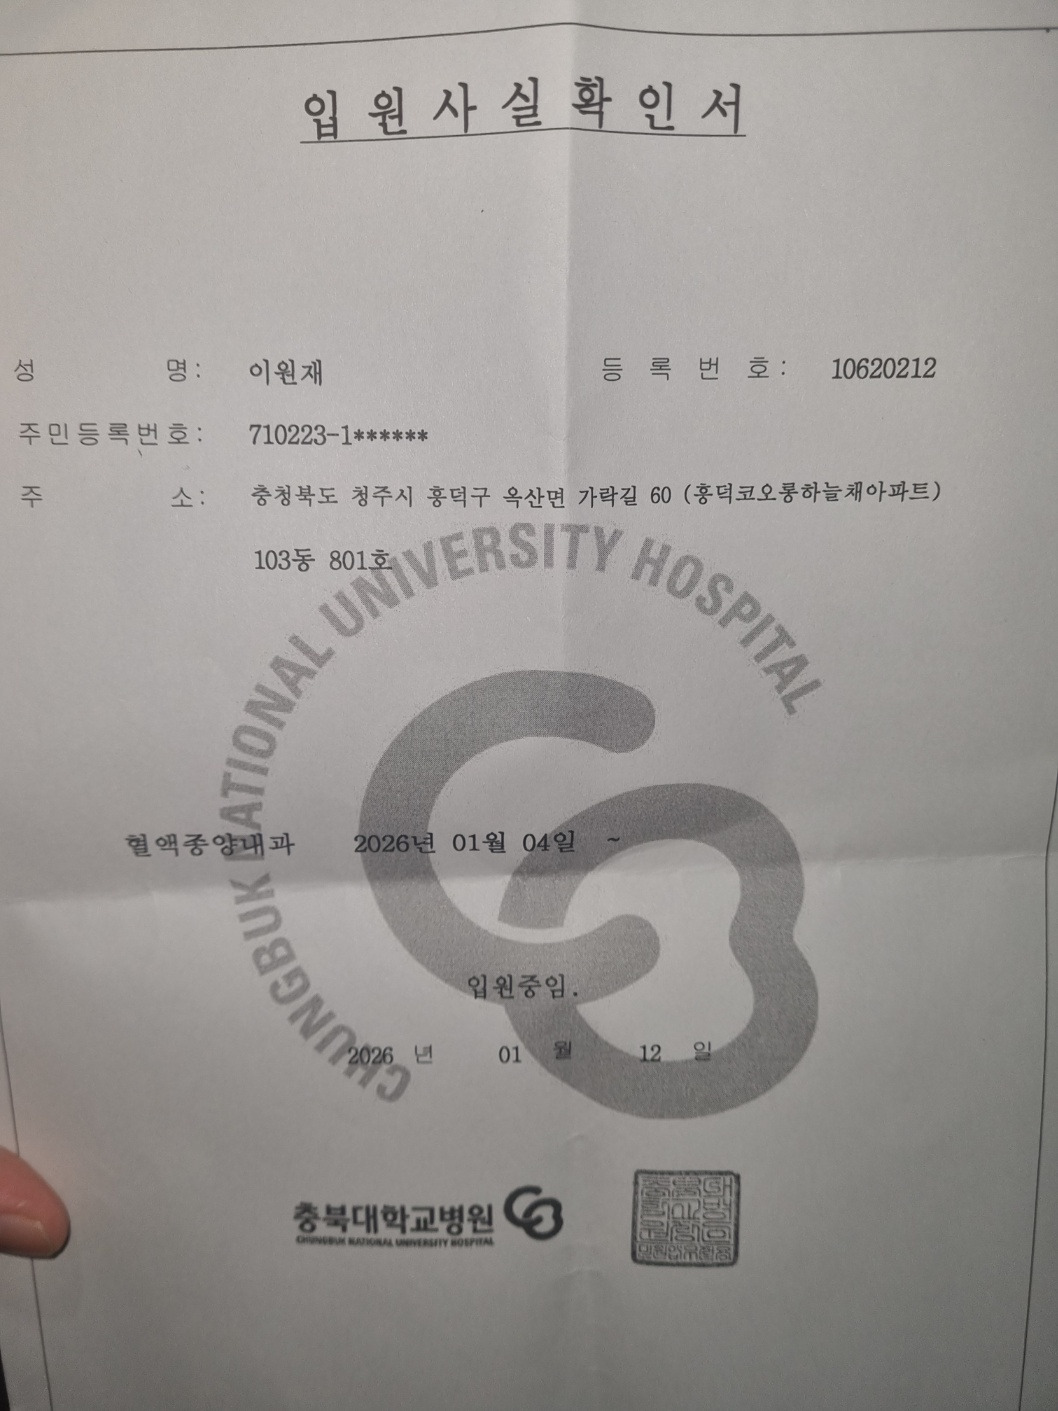 입원사실확인서
성 명: 이원재 등 록 번 호: 10620212
주민등록번호: 710223-1******
주 소: 충청북도 청주시 흥덕구 옥산면 가락길 60 (흥덕코오롱하늘채아파트)
103동 801호
CHUNGBUK NATIONAL UNIVERSITY HOSPITAL
혈액종양내과 2026년 01월 04일 ~
입원중임.
2026 년 01 월 12 일
충북대학교병원
CHUNGBUK NATIONAL UNIVERSITY HOSPITAL